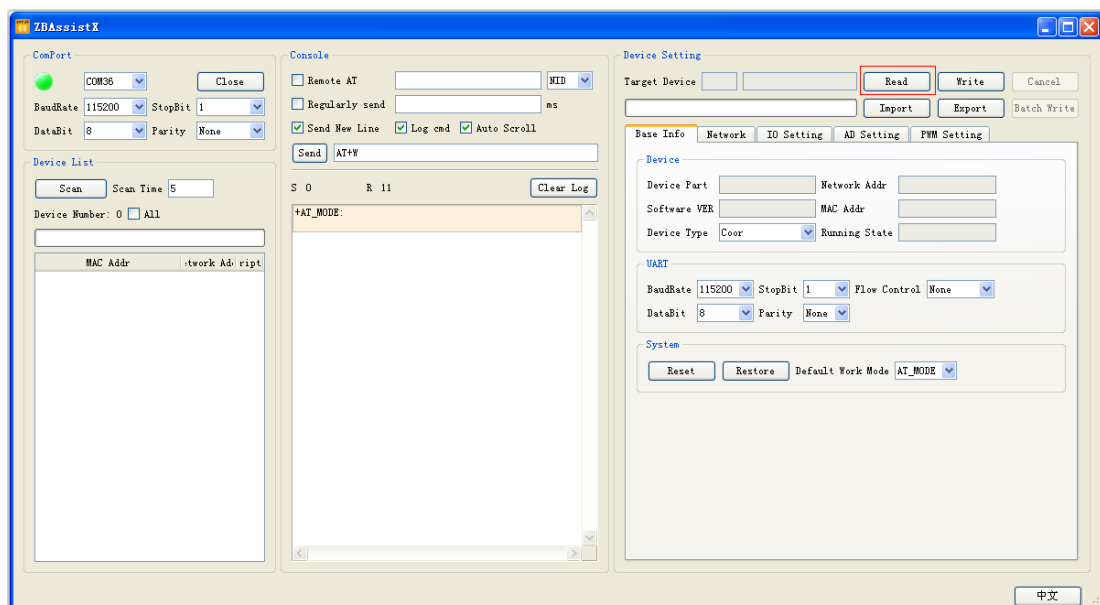 ZBAssistX
ComPort
COM36 Close
BaudRate 115200 StopBit 1
DataBit 8 Parity None
Device List
Scan Scan Time 5
Device Number: 0 All
MAC Addr :twork Ad( ript
Console
Remote AT NID
Regularly send ms
Send New Line Log cmd Auto Scroll
Send AT+W
S 0 R 11 Clear Log
+AT_MODE:
Device Setting
Target Device Read Write Cancel
Import Export Batch Write
Base Info Network IO Setting AD Setting PWM Setting
Device
Device Part Network Addr
Software VER MAC Addr
Device Type Coor Running State
UART
BaudRate 115200 StopBit 1 Flow Control None
DataBit 8 Parity None
System
Reset Restore Default Work Mode AT_MODE
中文